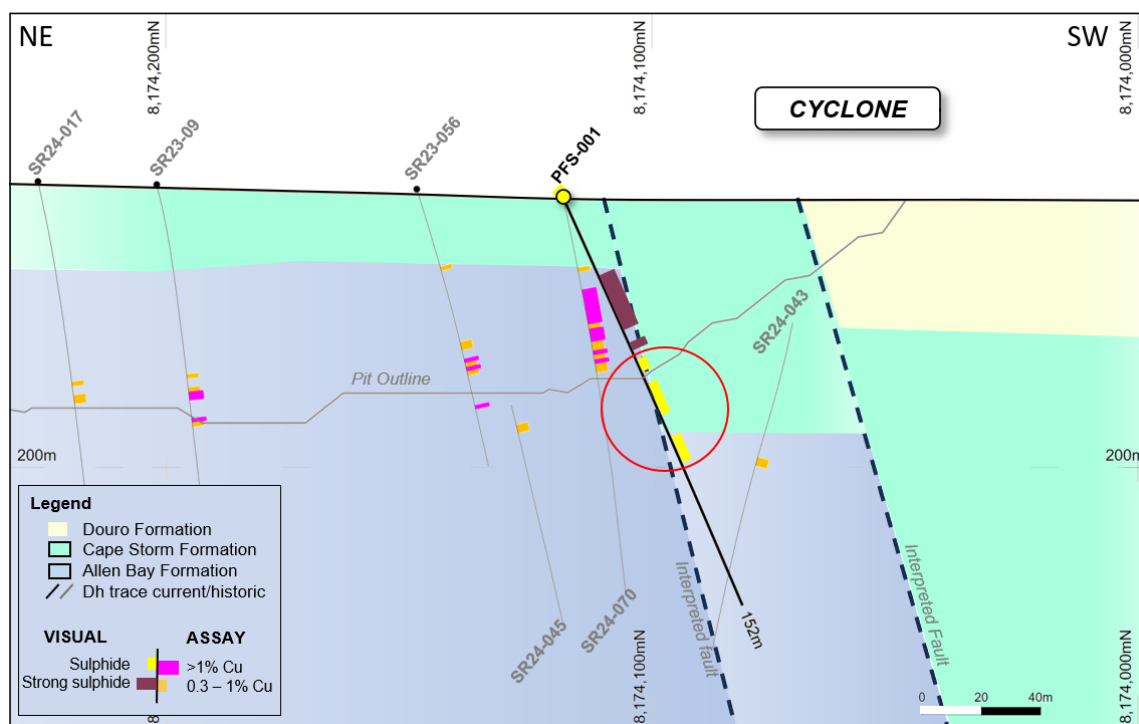 NE
SW
8,174,200mN
8,174,100mN
8,174,000mN
CYCLONE
SR24-017
SR23-09
SR23-056
PFS-001
SR24-043
Pit Outline
200m
200m
Legend
Douro Formation
Cape Storm Formation
Allen Bay Formation
Dh trace current/historic
VISUAL ASSAY
Sulphide >1% Cu
Strong sulphide 0.3 – 1% Cu
SR24-045
SR24-070
Interpreted fault
152m
Interpreted Fault
8,174,100mN
8,174,000mN
0 20 40m